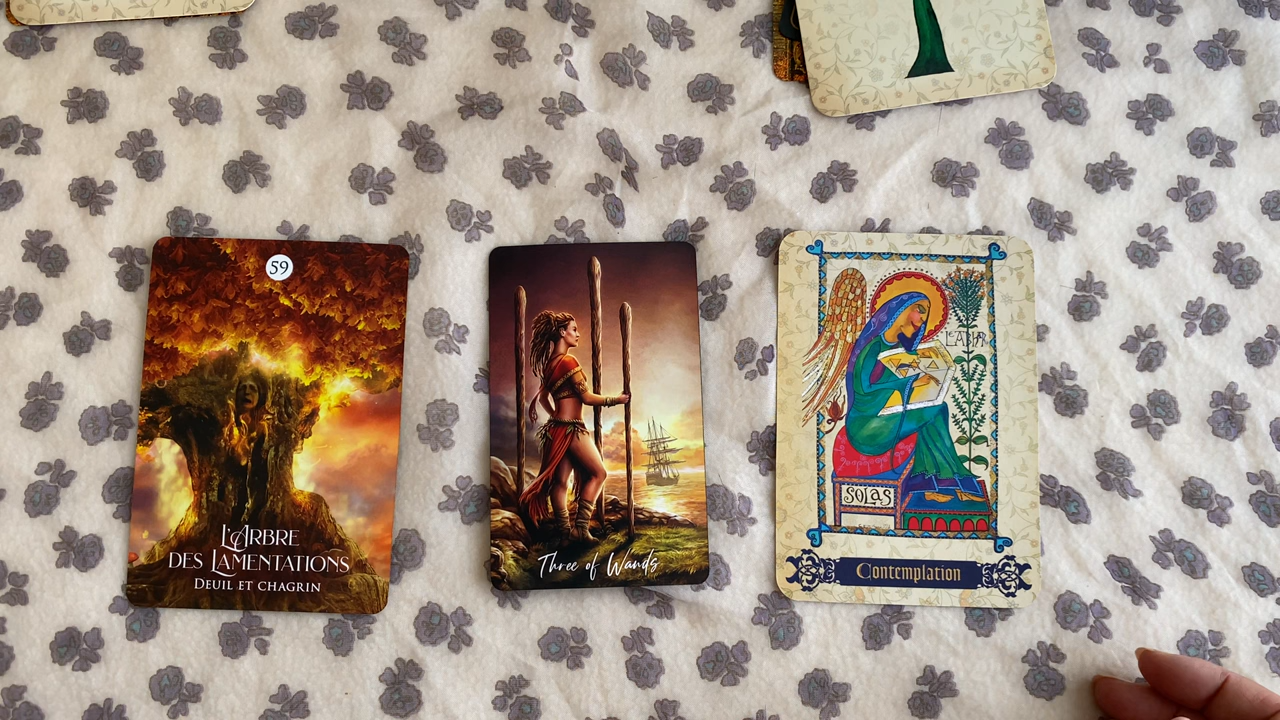 59
L'Arbre
des Lamentations
Deuil et chagrin
Three of Wands
SOLAS
Contemplation